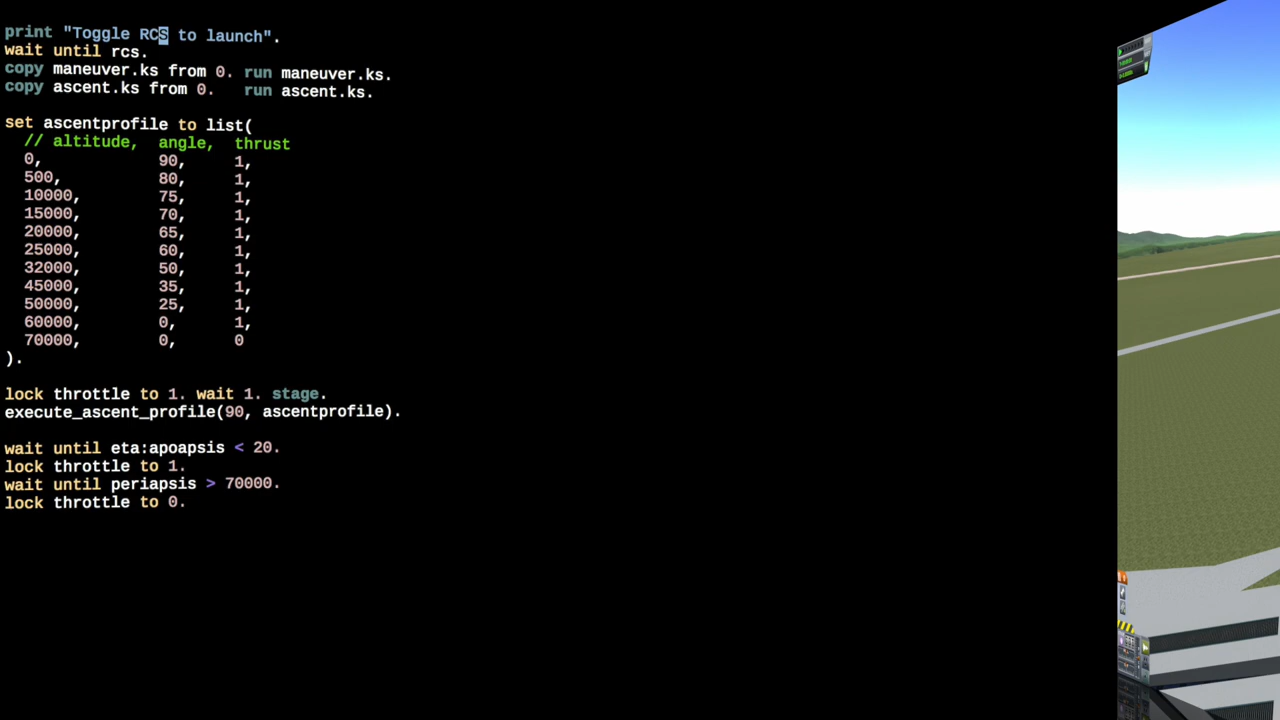 print "Toggle RCS to launch".
wait until rcs.
copy maneuver.ks from 0. run maneuver.ks.
copy ascent.ks from 0. run ascent.ks.
set ascentprofile to list(
// altitude, angle, thrust
0, 90, 1,
500, 80, 1,
10000, 75, 1,
15000, 70, 1,
20000, 65, 1,
25000, 60, 1,
32000, 50, 1,
45000, 35, 1,
50000, 25, 1,
60000, 0, 1,
70000, 0, 0
).
lock throttle to 1. wait 1. stage.
execute_ascent_profile(90, ascentprofile).
wait until eta:apoapsis < 20.
lock throttle to 1.
wait until periapsis > 70000.
lock throttle to 0.